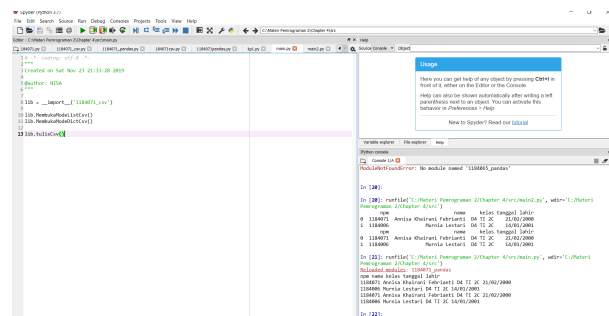 Spyder (Python 3.7)
File Edit Search Source Run Debug Consoles Projects Tools View Help
C:\Materi Pemrograman 2\Chapter 4\src
Editor - C:\Materi Pemrograman 2\Chapter 4\src\main.py
118407).py 1184071_csv.py 1184071_pandas.py 1184071csv.py 1184071pandas.py kp1.py main.py main2.py
1 # -*- coding: utf-8 -*-
2 """
3 Created on Sat Nov 23 21:33:28 2019
4
5 @author: NISA
6 """
7
8 lib = __import__('1184071_csv')
9
10 lib.MembukaModeListCsv()
11 lib.MembukaModeDictCsv()
12
13 lib.tulisCsv()
Help
Source Console Object
Usage
Here you can get help of any object by pressing Ctrl+I in
front of it, either on the Editor or the Console.
Help can also be shown automatically after writing a left
parenthesis next to an object. You can activate this
behavior in Preferences > Help.
New to Spyder? Read our tutorial
Variable explorer File explorer Help
IPython console
Console 1/A
ModuleNotFoundError: No module named '1184065_pandas'
In [20]:
In [20]: runfile('C:/Materi Pemrograman 2/Chapter 4/src/main2.py', wdir='C:/Materi
Pemrograman 2/Chapter 4/src')
npm nama kelas tanggal lahir
0 1184071 Annisa Khairani Febrianti D4 TI 2C 21/02/2000
1 1184006 Murnia Lestari D4 TI 2C 14/01/2001
npm nama kelas tanggal lahir
0 1184071 Annisa Khairani Febrianti D4 TI 2C 21/02/2000
1 1184006 Murnia Lestari D4 TI 2C 14/01/2001
In [21]: runfile('C:/Materi Pemrograman 2/Chapter 4/src/main.py', wdir='C:/Materi
Pemrograman 2/Chapter 4/src')
Reloaded modules: 1184071_pandas
npm nama kelas tanggal lahir
1184071 Annisa Khairani Febrianti D4 TI 2C 21/02/2000
1184006 Murnia Lestari D4 TI 2C 14/01/2001
1184071 Annisa Khairani Febrianti D4 TI 2C 21/02/2000
1184006 Murnia Lestari D4 TI 2C 14/01/2001
In [22]: